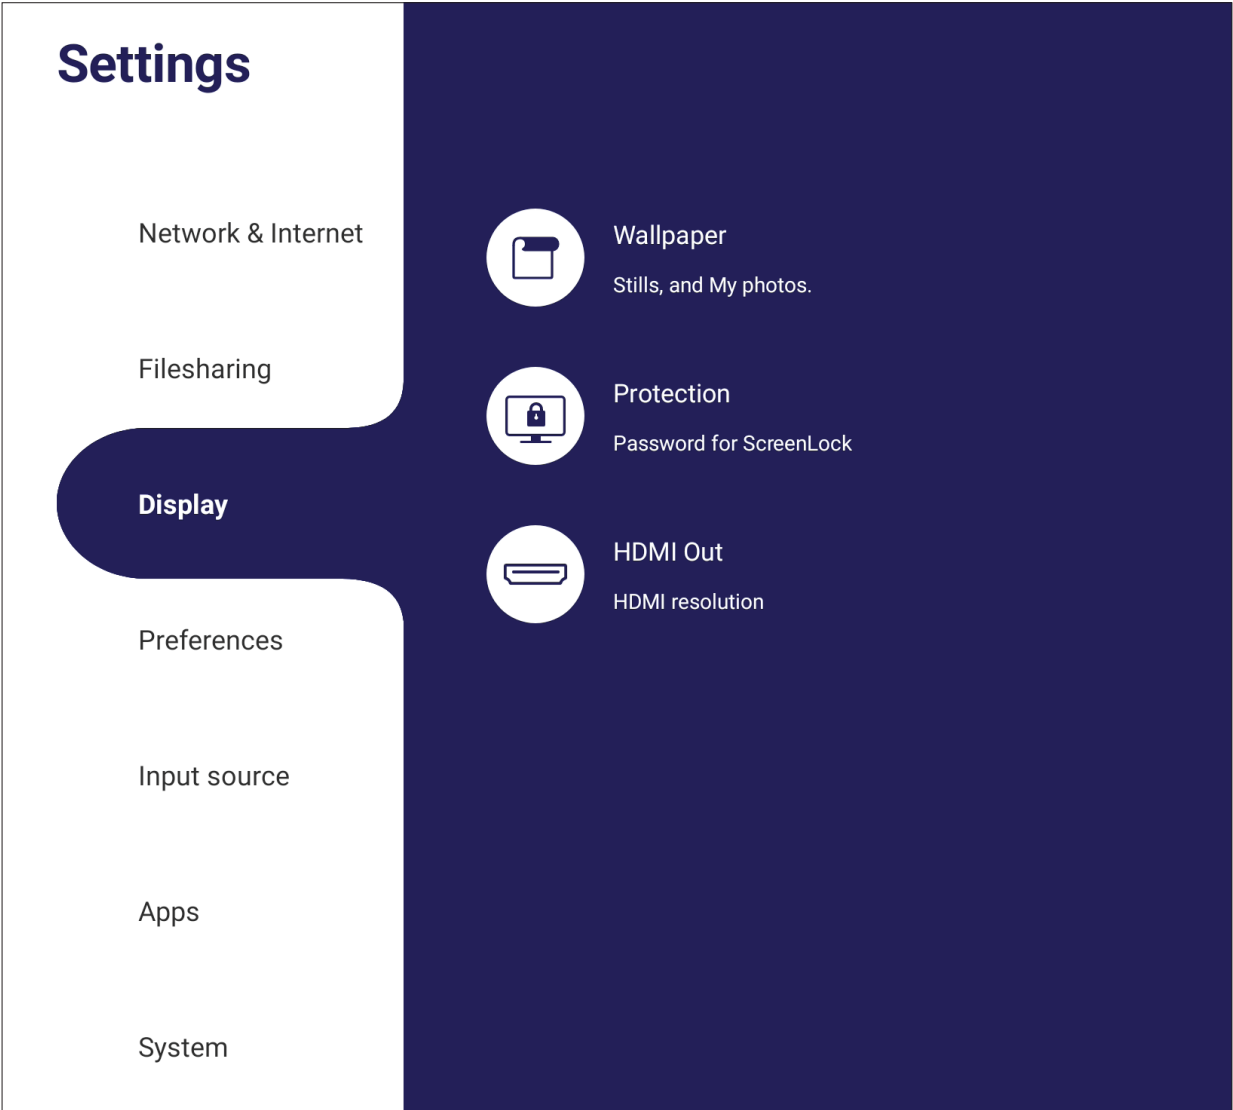 Settings
Network & Internet
Filesharing
Display
Preferences
Input source
Apps
System
Wallpaper
Stills, and My photos.
Protection
Password for ScreenLock
HDMI Out
HDMI resolution